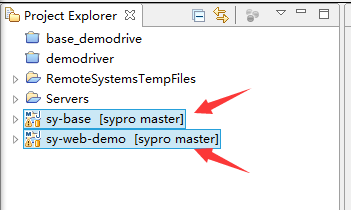 Project Explorer
base_demodrive
demodriver
RemoteSystemsTempFiles
Servers
sy-base [sypro master]
sy-web-demo [sypro master]